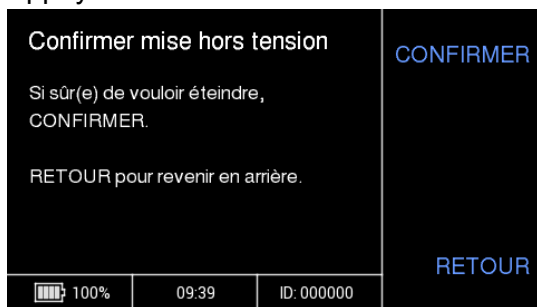 Confirmer mise hors tension
CONFIRMER
Si sûr(e) de vouloir éteindre,
CONFIRMER.
RETOUR pour revenir en arrière.
RETOUR
100%
09:39
ID: 000000